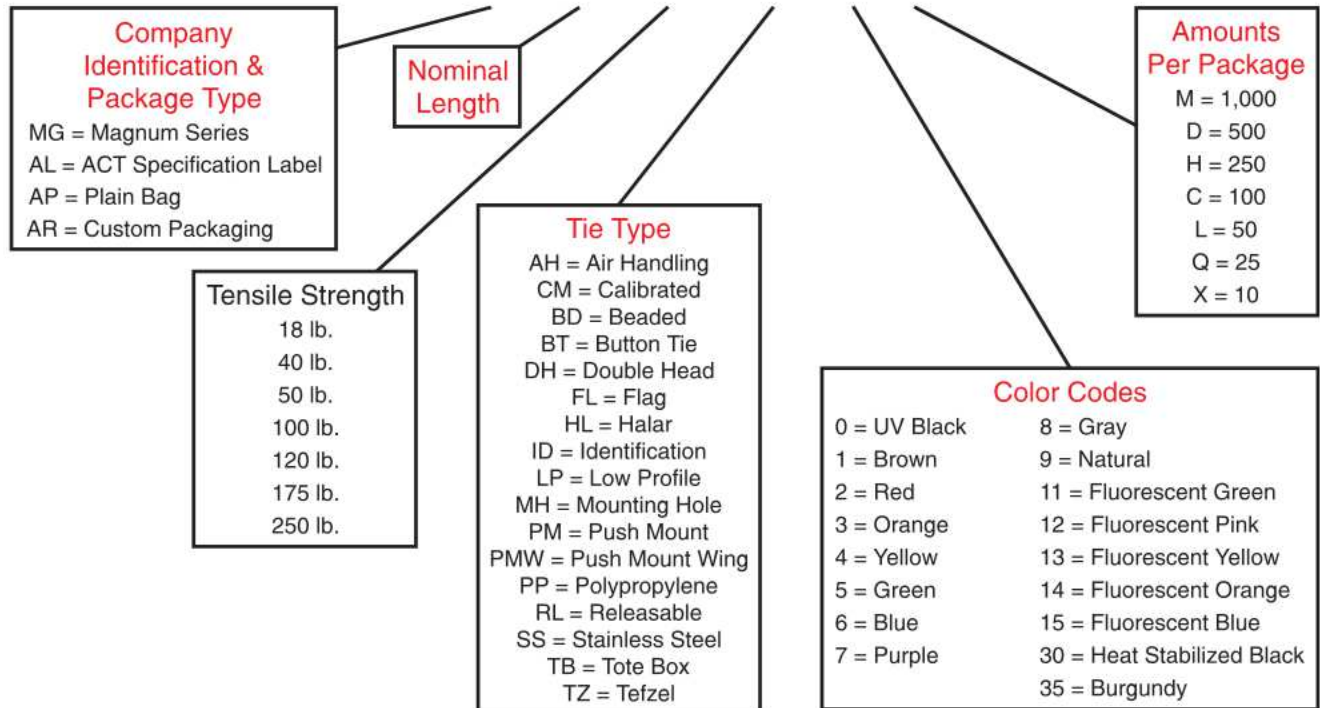 Company
Identification &
Package Type
MG = Magnum Series
AL = ACT Specification Label
AP = Plain Bag
AR = Custom Packaging
Nominal
Length
Tensile Strength
18 lb.
40 lb.
50 lb.
100 lb.
120 lb.
175 lb.
250 lb.
Tie Type
AH = Air Handling
CM = Calibrated
BD = Beaded
BT = Button Tie
DH = Double Head
FL = Flag
HL = Halar
ID = Identification
LP = Low Profile
MH = Mounting Hole
PM = Push Mount
PMW = Push Mount Wing
PP = Polypropylene
RL = Releasable
SS = Stainless Steel
TB = Tote Box
TZ = Tefzel
Color Codes
0 = UV Black
1 = Brown
2 = Red
3 = Orange
4 = Yellow
5 = Green
6 = Blue
7 = Purple
8 = Gray
9 = Natural
11 = Fluorescent Green
12 = Fluorescent Pink
13 = Fluorescent Yellow
14 = Fluorescent Orange
15 = Fluorescent Blue
30 = Heat Stabilized Black
35 = Burgundy
Amounts
Per Package
M = 1,000
D = 500
H = 250
C = 100
L = 50
Q = 25
X = 10